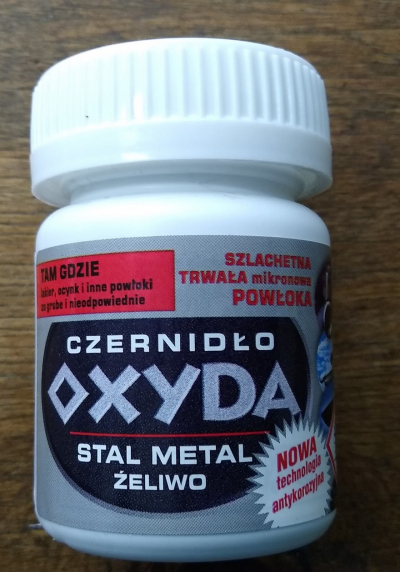 TAM GDZIE
lakier, ocynk i inne powłoki
za grube i nieodpowiednie
SZLACHETNA
TRWAŁA mikronowa
POWŁOKA
CZERNIDŁO
OXYDA
STAL METAL
ŻELIWO
NOWA
technologia
antykorozyjna